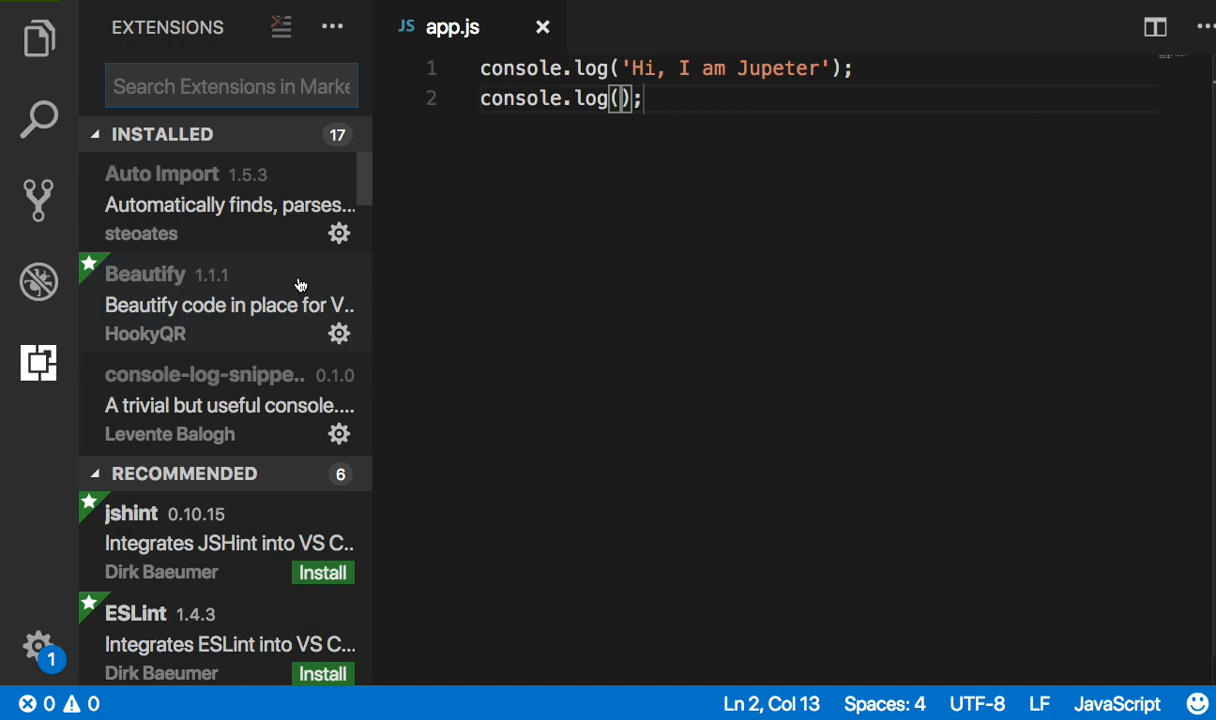 EXTENSIONS
Search Extensions in Marke
INSTALLED 17
Auto Import 1.5.3
Automatically finds, parses...
steoates
Beautify 1.1.1
Beautify code in place for V..
HookyQR
console-log-snippe.. 0.1.0
A trivial but useful console....
Levente Balogh
RECOMMENDED 6
jshint 0.10.15
Integrates JSHint into VS C..
Dirk Baeumer Install
ESLint 1.4.3
Integrates ESLint into VS C...
Dirk Baeumer Install
1
JS app.js
1 console.log('Hi, I am Jupeter');
2 console.log();
0 0 Ln 2, Col 13 Spaces: 4 UTF-8 LF JavaScript